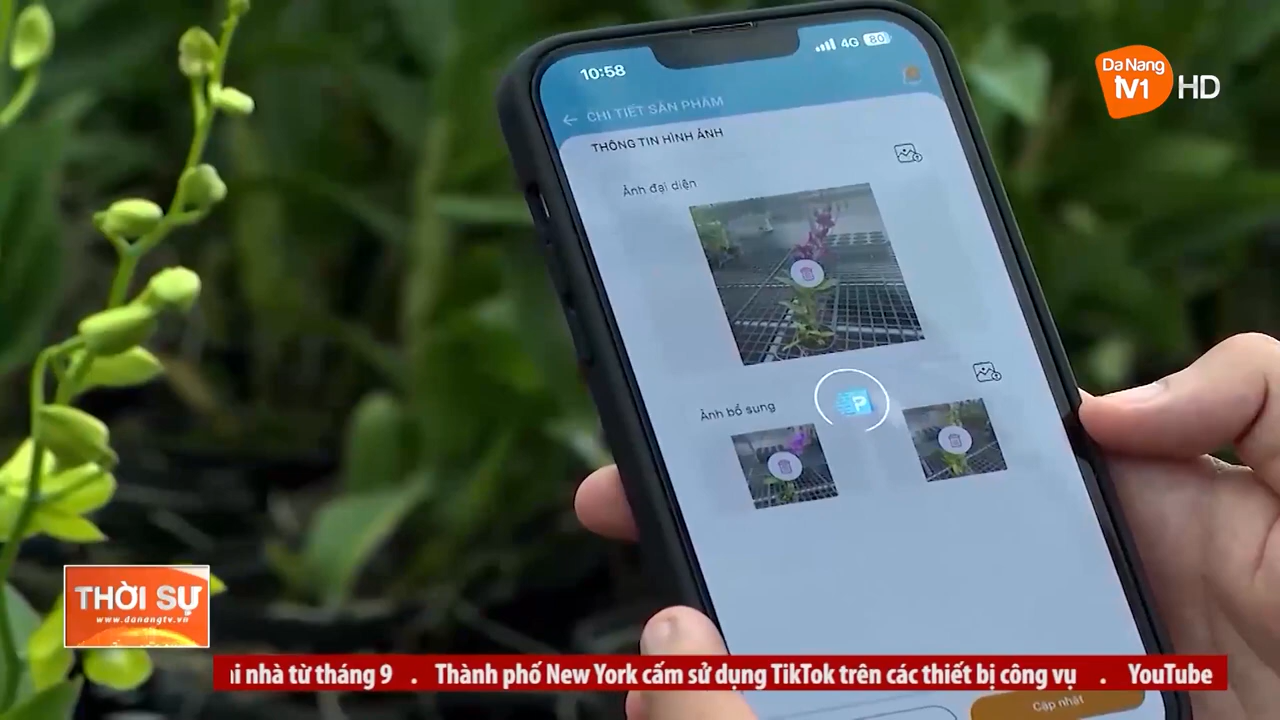 10:58
4G 80
Da Nang
TV1 HD
CHI TIẾT SẢN PHẨM
THÔNG TIN HÌNH ẢNH
Ảnh đại diện
P
Ảnh bổ sung
THỜI SỰ
www.danangtv.vn
nhà từ tháng 9 . Thành phố New York cấm sử dụng TikTok trên các thiết bị công vụ . YouTube
Cập nhật